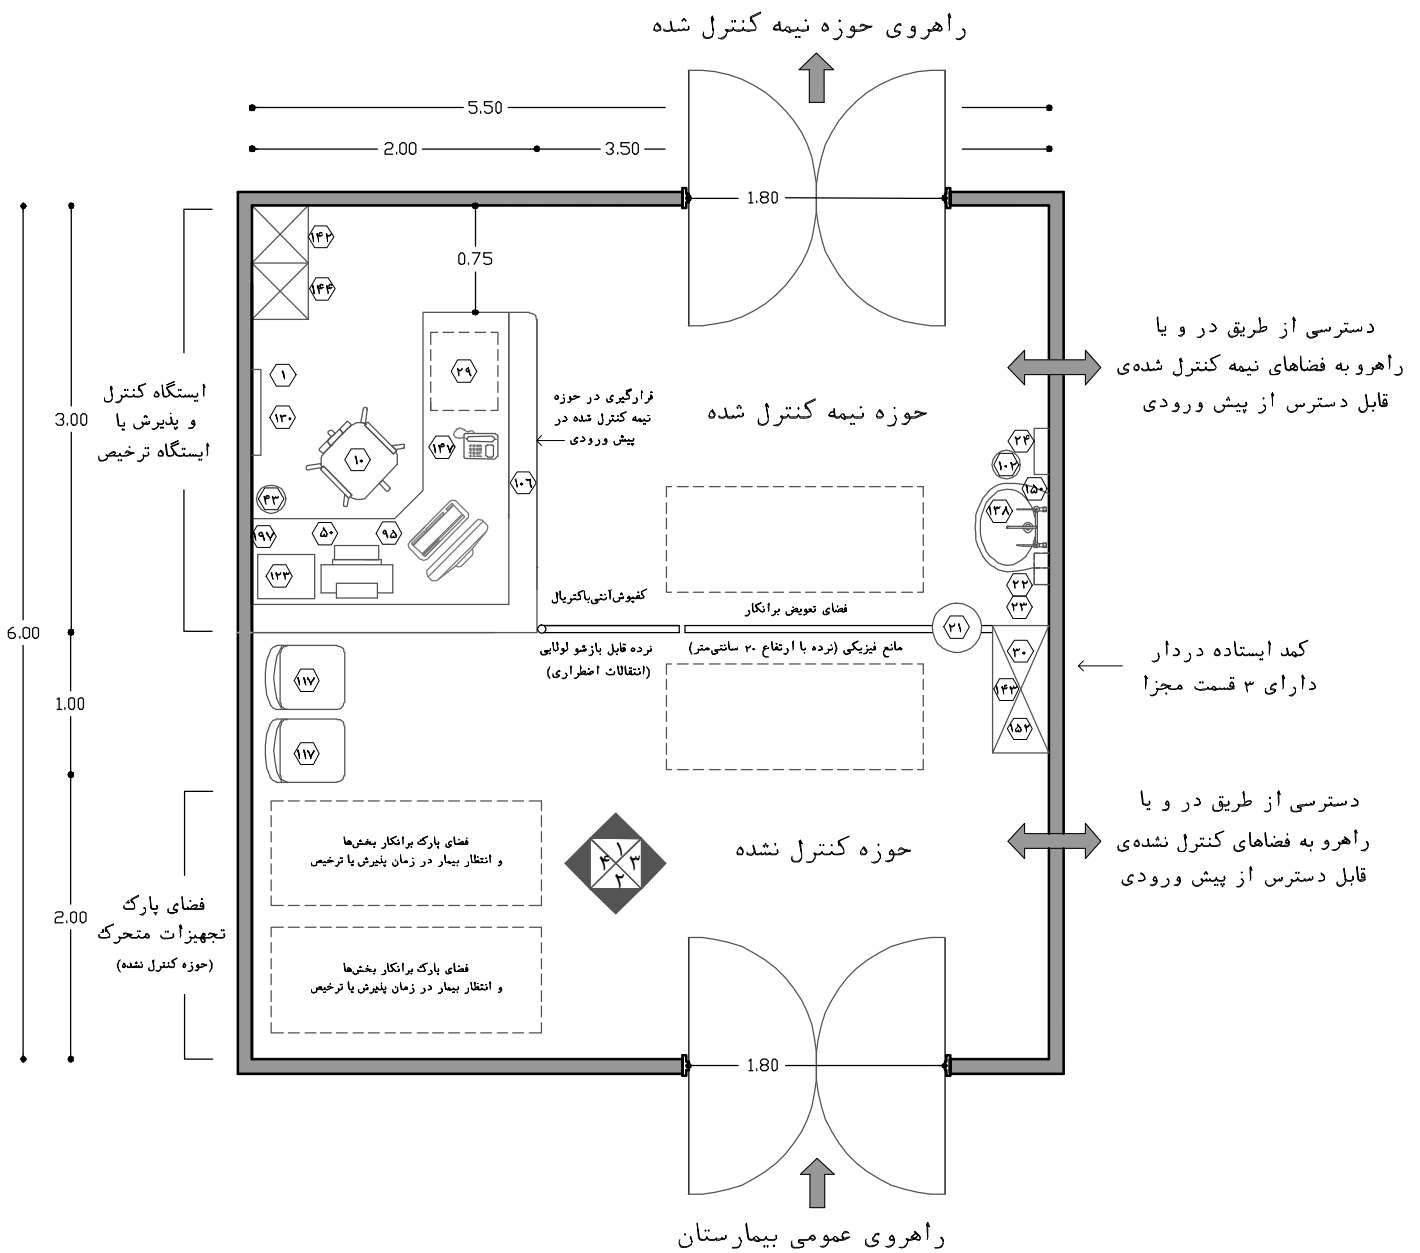 راهروی حوزه نیمه کنترل شده
5.50
2.00
3.50
1.80
0.75
۱۴۲
۱۴۴
۱
۱۳۰
۱۰
۴۳
۱۹۷
۵۰
۹۵
۱۲۳
۲۹
۱۴۷
۱۰۶
ایستگاه کنترل
و پذیرش یا
ایستگاه ترخیص
3.00
6.00
1.00
2.00
قرارگیری در حوزه
نیمه کنترل شده در
پیش ورودی
حوزه نیمه کنترل شده
دسترسی از طریق در و یا
راهرو به فضاهای نیمه کنترل شده‌ی
قابل دسترس از پیش ورودی
۲۴
۱۰۲
۱۵۰
۱۳۸
۲۲
۲۳
کفپوش آنتی‌باکتریال
فضای تعویض برانکار
۲۱
نرده قابل بازشو لولایی
(انتقالات اضطراری)
مانع فیزیکی (نرده با ارتفاع ۲۰ سانتی‌متر)
۳۰
۱۴۳
۱۵۲
کمد ایستاده دردار
دارای ۳ قسمت مجزا
۱۱۷
۱۱۷
فضای پارک برانکار بخش‌ها
و انتظار بیمار در زمان پذیرش یا ترخیص
فضای پارک برانکار بخش‌ها
و انتظار بیمار در زمان پذیرش یا ترخیص
۱
۳
۲
۴
حوزه کنترل نشده
دسترسی از طریق در و یا
راهرو به فضاهای کنترل نشده‌ی
قابل دسترس از پیش ورودی
فضای پارک
تجهیزات متحرک
(حوزه کنترل نشده)
1.80
راهروی عمومی بیمارستان